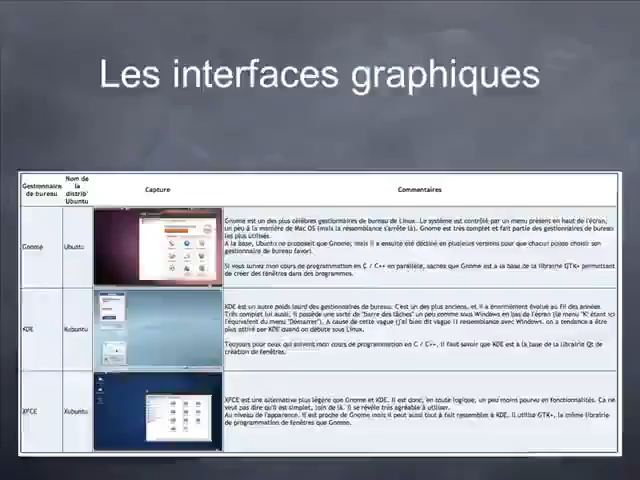 Les interfaces graphiques
Gestionnaire de bureau
Nom de la distrib' Ubuntu
Capture
Commentaires
Gnome
Ubuntu
Gnome est un des plus célèbres gestionnaires de bureau de Linux. Le système est contrôlé par un menu présent en haut de l'écran,
un peu à la manière de Mac OS (mais la ressemblance s'arrête là). Gnome est très complet et fait partie des gestionnaires de bureau
les plus utilisés.
A la base, Ubuntu ne proposait que Gnome, mais il a ensuite été décliné en plusieurs versions pour que chacun puisse choisir son
gestionnaire de bureau favori.
Si vous suivez mon cours de programmation en C / C++ en parallèle, sachez que Gnome est à la base de la librairie GTK+ permettant
de créer des fenêtres dans des programmes.
KDE
Kubuntu
KDE est un autre poids lourd des gestionnaires de bureau. C'est un des plus anciens, et il a énormément évolué au fil des années.
Très complet lui aussi, il possède une sorte de "barre des tâches" un peu comme sous Windows en bas de l'écran (le menu "K" étant ici
l'équivalent du menu "Démarrer"). A cause de cette vague (j'ai bien dit vague !) ressemblance avec Windows, on a tendance à être
plus attiré par KDE quand on débute sous Linux.
Toujours pour ceux qui suivent mon cours de programmation en C / C++, il faut savoir que KDE est à la base de la librairie Qt de
création de fenêtres.
XFCE
Xubuntu
XFCE est une alternative plus légère que Gnome et KDE. Il est donc, en toute logique, un peu moins pourvu en fonctionnalités. Ca ne
veut pas dire qu'il est simplet, loin de là. Il se révèle très agréable à utiliser.
Au niveau de l'apparence, il est proche de Gnome mais il peut aussi tout à fait ressembler à KDE. Il utilise GTK+, la même librairie
de programmation de fenêtres que Gnome.